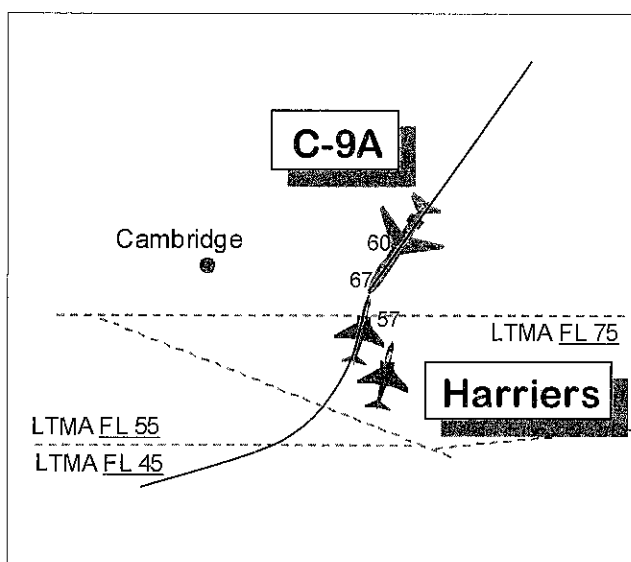 C-9A
Cambridge
60
67
57
LTMA FL 75
Harriers
LTMA FL 55
LTMA FL 45